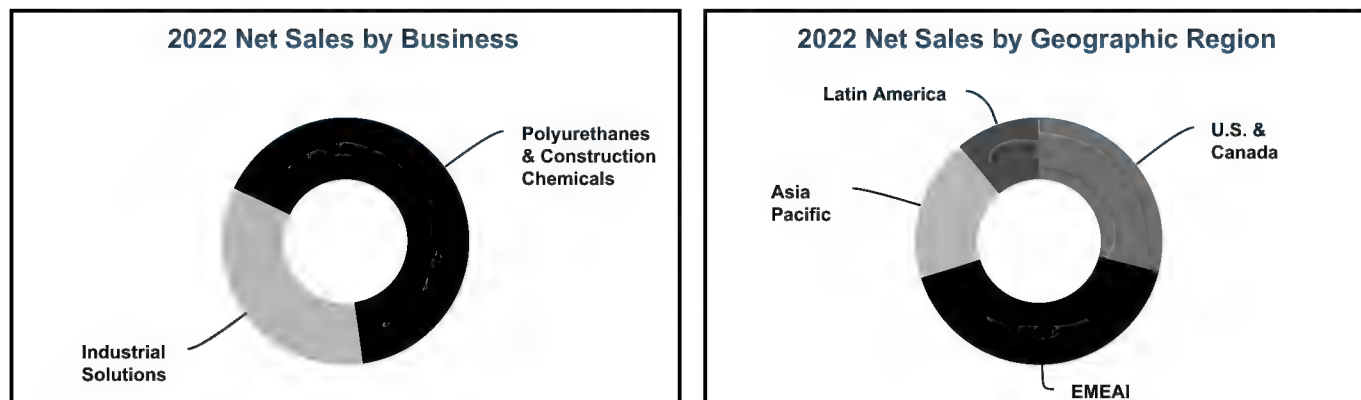 2022 Net Sales by Business
Polyurethanes
& Construction
Chemicals
Industrial
Solutions
2022 Net Sales by Geographic Region
Latin America
U.S. &
Canada
Asia
Pacific
EMEAI